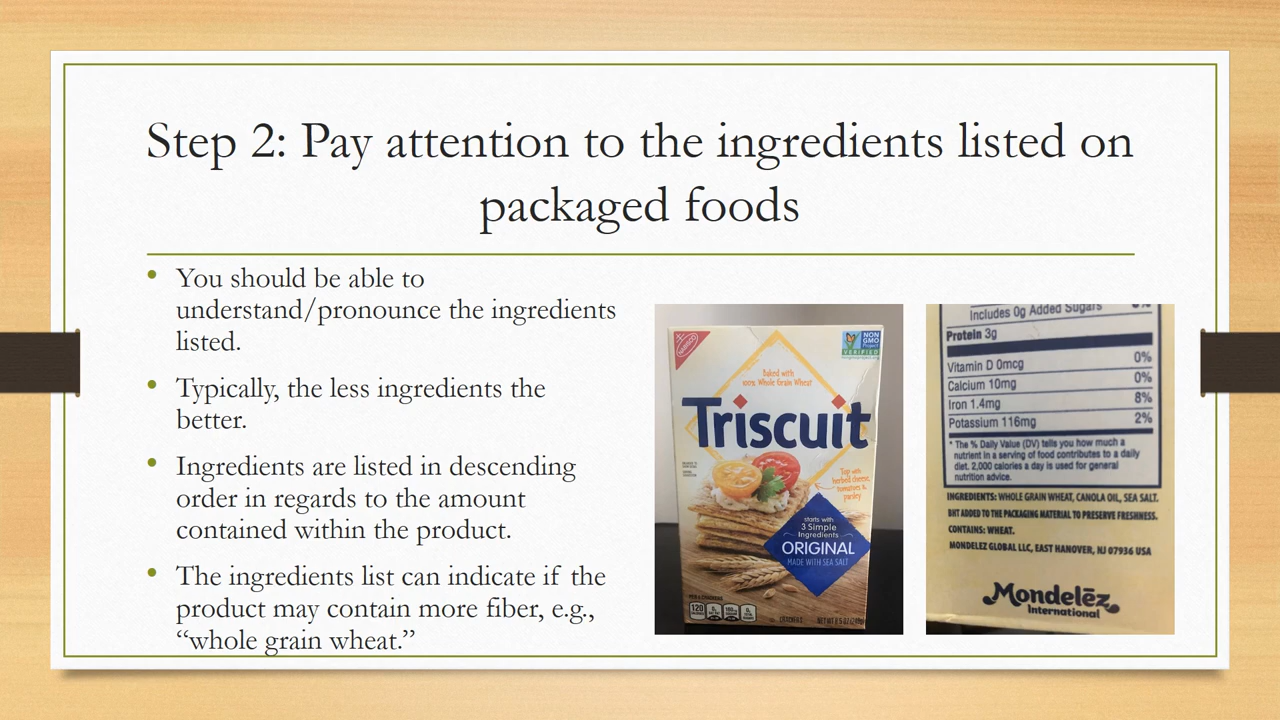 Step 2: Pay attention to the ingredients listed on
packaged foods
• You should be able to
understand/pronounce the ingredients
listed.
• Typically, the less ingredients the
better.
• Ingredients are listed in descending
order in regards to the amount
contained within the product.
• The ingredients list can indicate if the
product may contain more fiber, e.g.,
“whole grain wheat.”
NABISCO
NON
GMO
Project
VERIFIED
Baked with
100% Whole Grain Wheat
Triscuit
Top with
herbed cheese,
tomatoes &
parsley
starts with
3 Simple
Ingredients
ORIGINAL
MADE WITH SEA SALT
120
CRACKERS
NET WT 8.5 OZ
Includes 0g Added Sugars
Protein 3g
Vitamin D 0mcg 0%
Calcium 10mg 0%
Iron 1.4mg 8%
Potassium 116mg 2%
* The % Daily Value (DV) tells you how much a
nutrient in a serving of food contributes to a daily
diet. 2,000 calories a day is used for general
nutrition advice.
INGREDIENTS: WHOLE GRAIN WHEAT, CANOLA OIL, SEA SALT.
BHT ADDED TO THE PACKAGING MATERIAL TO PRESERVE FRESHNESS.
CONTAINS: WHEAT.
MONDELEZ GLOBAL LLC, EAST HANOVER, NJ 07936 USA
Mondelēz
International